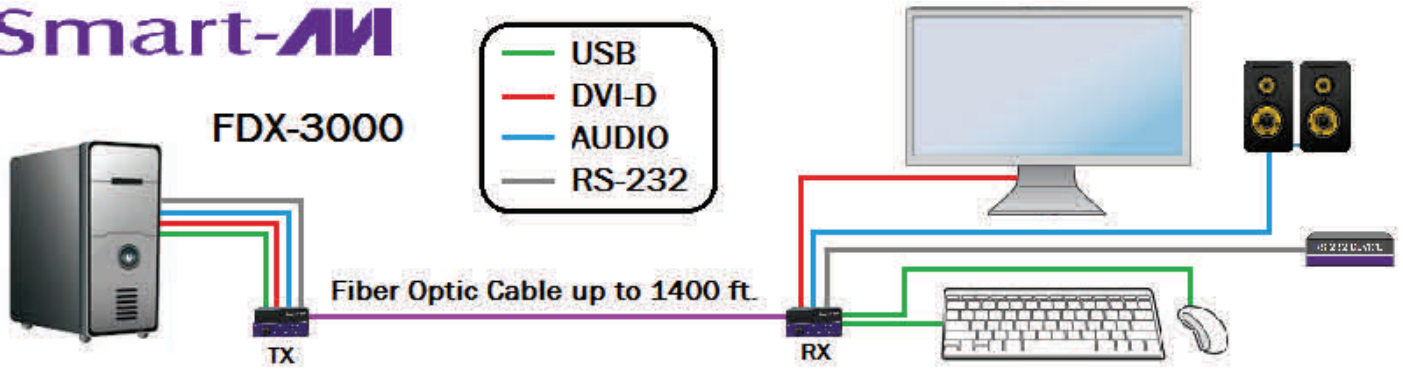 Smart-AVI
FDX-3000
USB
DVI-D
AUDIO
RS-232
Fiber Optic Cable up to 1400 ft.
TX
RX